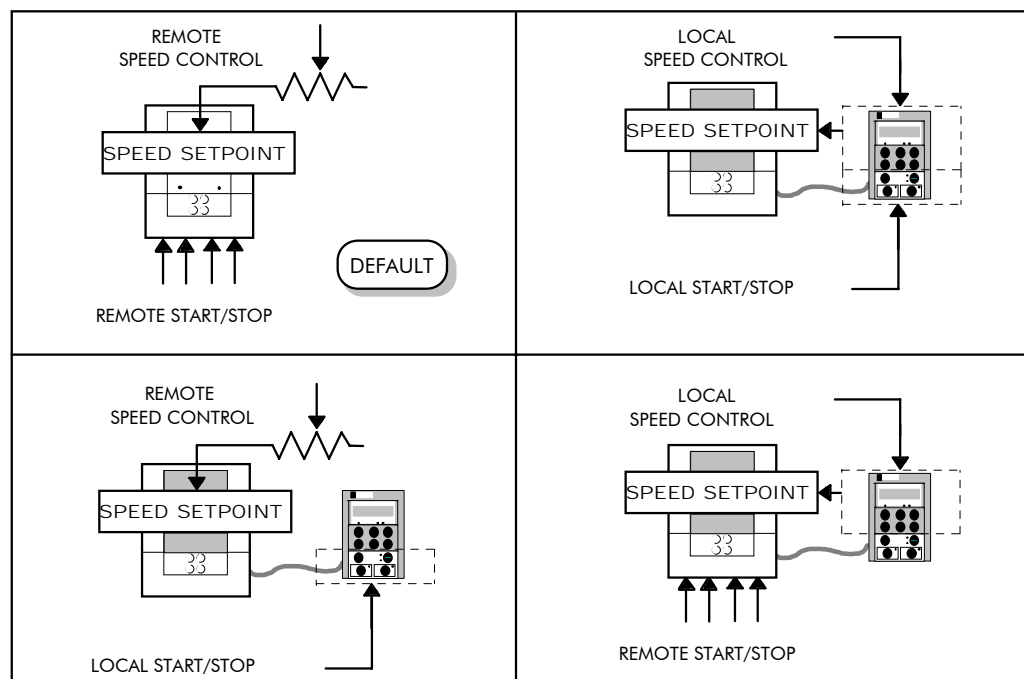 REMOTE
SPEED CONTROL
SPEED SETPOINT
DEFAULT
REMOTE START/STOP
LOCAL
SPEED CONTROL
SPEED SETPOINT
LOCAL START/STOP
REMOTE
SPEED CONTROL
SPEED SETPOINT
LOCAL START/STOP
LOCAL
SPEED CONTROL
SPEED SETPOINT
REMOTE START/STOP